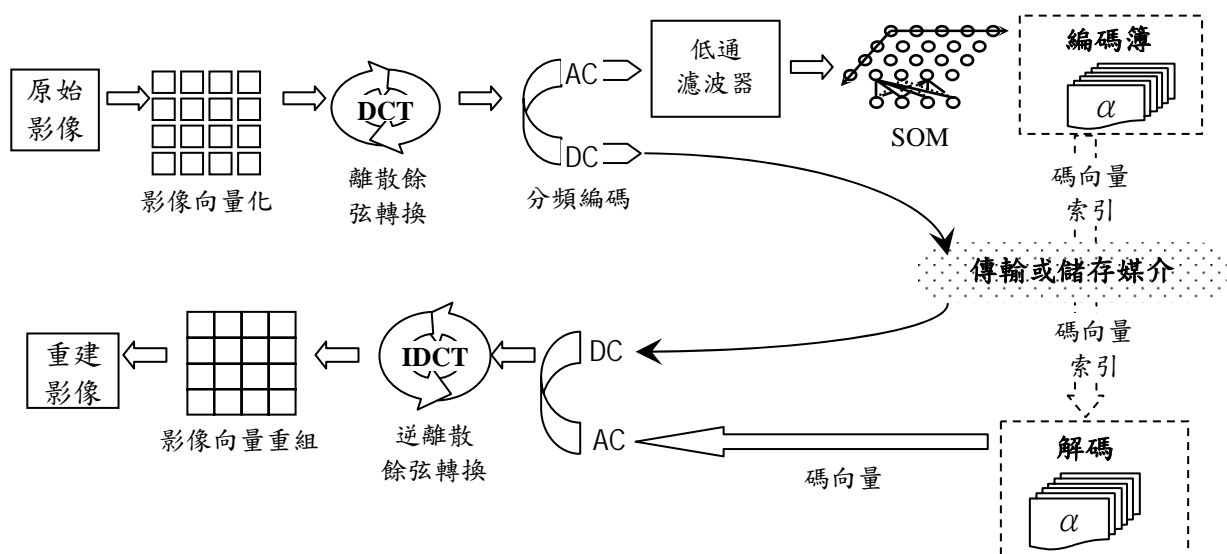 原始
影像
影像向量化
DCT
離散餘
弦轉換
AC
DC
分頻編碼
低通
濾波器
SOM
編碼簿
α
碼向量
索引
傳輸或儲存媒介
碼向量
索引
重建
影像
影像向量重組
IDCT
逆離散
餘弦轉換
DC
AC
碼向量
解碼
α